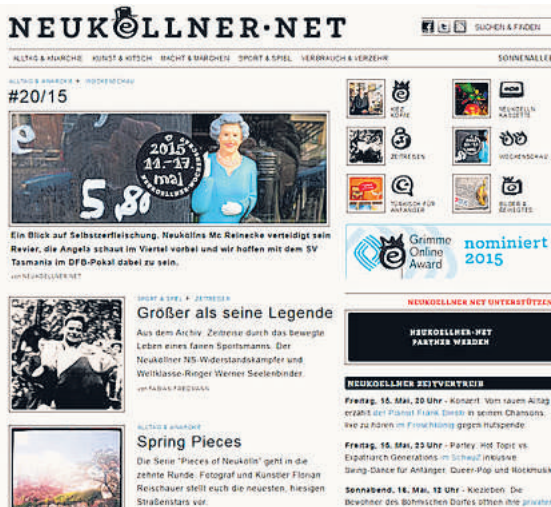 NEUKÖLLNER·NET
SUCHEN & FINDEN
ALLTAG & ANARCHIE KUNST & KITSCH MACHT & MÄRCHEN SPORT & SPIEL VERBRAUCH & VERZEHR
SONNENALLEE
ALLTAG & ANARCHIE WOCHENSCHAU
#20/15
2015
11.-17.
mai
5,80
Ein Blick auf Selbstzerfleischung. Neuköllns Mc Reinecke verteidigt sein
Revier, die Angela schaut im Viertel vorbei und wir hoffen mit dem SV
Tasmania im DFB-Pokal dabei zu sein.
von NEUKOELLNER.NET
SPORT & SPIEL ZEITREISEN
Größer als seine Legende
Aus dem Archiv: Zeitreise durch das bewegte
Leben eines fairen Sportsmanns. Der
Neuköllner NS-Widerstandskämpfer und
Weltklasse-Ringer Werner Seelenbinder.
von FABIAN FRIEDMANN
ALLTAG & ANARCHIE
Spring Pieces
Die Serie "Pieces of Neukölln" geht in die
zehnte Runde. Fotograf und Künstler Florian
Reischauer stellt euch die neuesten, hiesigen
Straßenstars vor.
KIEZ
KÖPFE
NEUKÖLLN
KASSETTE
ZEITREISEN
WOCHENSCHAU
TÜRKISCH FÜR
ANFÄNGER
BILDER &
BEWEGTES
Grimme
Online
Award
nominiert
2015
NEUKOELLNER.NET UNTERSTÜTZEN
NEUKOELLNER·NET
PARTNER WERDEN
NEUKOELLNER ZEITVERTREIB
Freitag, 15. Mai, 20 Uhr - Konzert: Vom rauen Alltag
erzählt der Pianist Frank in seinen Chansons,
live zu hören im Froschkönig gegen Hutspende.
Freitag, 15. Mai, 23 Uhr - Partey: Hot Topic vs.
Expatriarch Generations im SchwuZ inklusive
Swing-Dance für Anfänger, Queer-Pop und Rockmusik
Sonnabend, 16. Mai, 12 Uhr - Kiezleben: Die
Bewohner des Böhmischen Dorfes öffnen ihre privaten